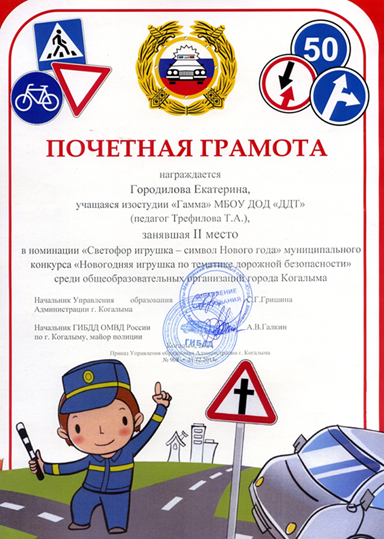 50
ПОЧЕТНАЯ ГРАМОТА
награждается
Городилова Екатерина,
учащаяся изостудии «Гамма» МБОУ ДОД «ДДТ»
(педагог Трефилова Т.А.),
занявшая II место
в номинации «Светофор игрушка – символ Нового года» муниципального
конкурса «Новогодняя игрушка по тематике дорожной безопасности»
среди общеобразовательных организаций города Когалыма
Начальник Управления образования С.Г.Гришина
Администрации г. Когалыма
Начальник ГИБДД ОМВД России А.В.Галкин
по г. Когалыму, майор полиции
ГИБДД
Приказ Управления образования Администрации г. Когалыма